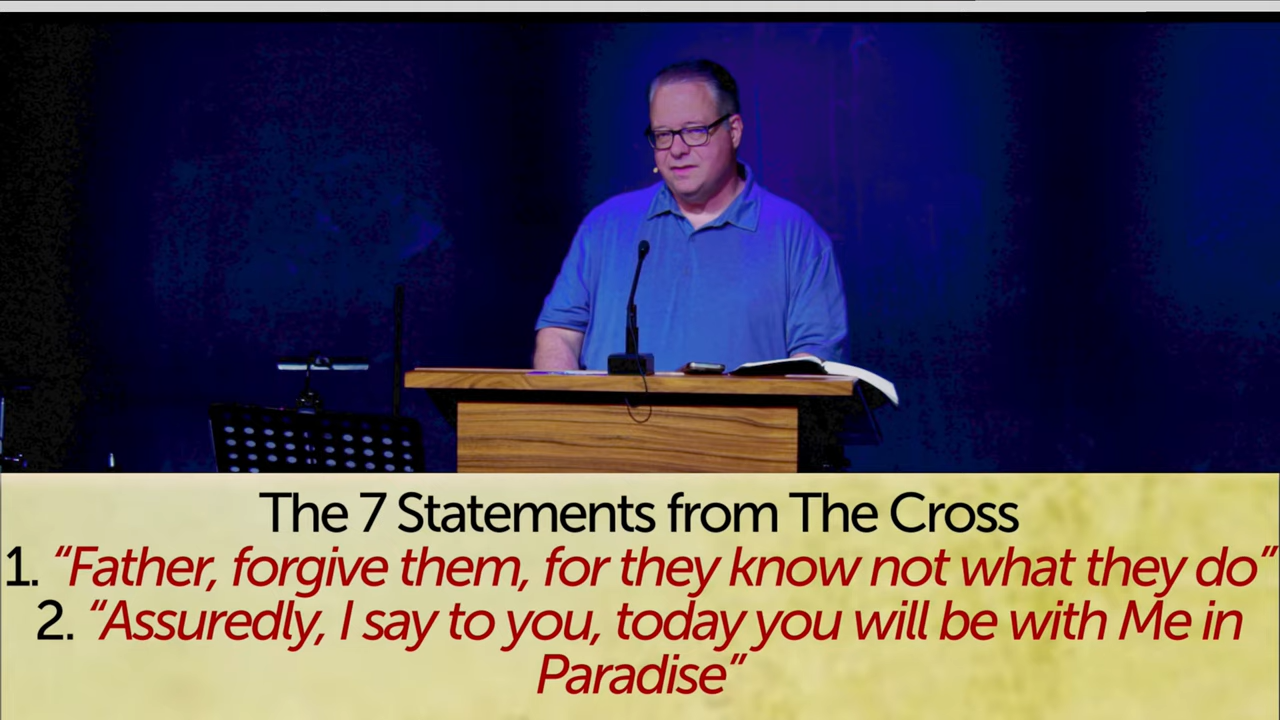 The 7 Statements from The Cross
1. “Father, forgive them, for they know not what they do”
2. “Assuredly, I say to you, today you will be with Me in
Paradise”